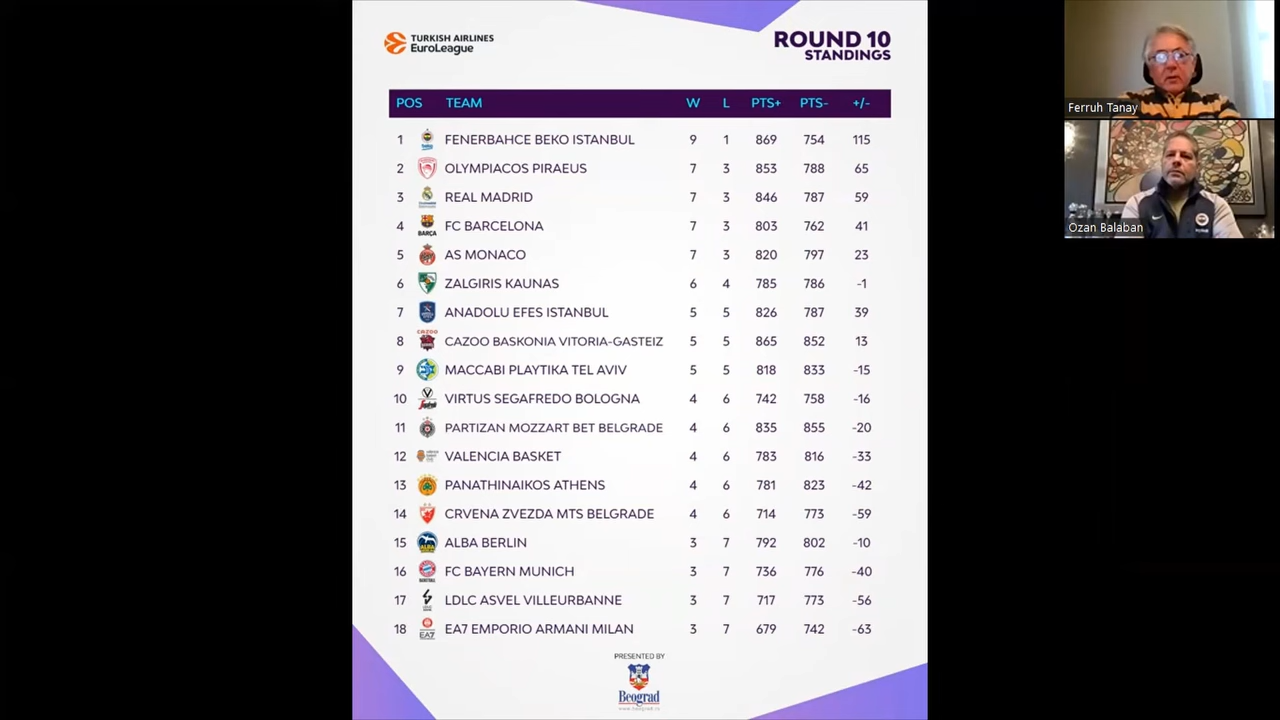 TURKISH AIRLINES
EuroLeague
ROUND 10
STANDINGS
POS TEAM W L PTS+ PTS- +/-
1 FENERBAHCE BEKO ISTANBUL 9 1 869 754 115
2 OLYMPIACOS PIRAEUS 7 3 853 788 65
3 REAL MADRID 7 3 846 787 59
4 FC BARCELONA 7 3 803 762 41
5 AS MONACO 7 3 820 797 23
6 ZALGIRIS KAUNAS 6 4 785 786 -1
7 ANADOLU EFES ISTANBUL 5 5 826 787 39
8 CAZOO BASKONIA VITORIA-GASTEIZ 5 5 865 852 13
9 MACCABI PLAYTIKA TEL AVIV 5 5 818 833 -15
10 VIRTUS SEGAFREDO BOLOGNA 4 6 742 758 -16
11 PARTIZAN MOZZART BET BELGRADE 4 6 835 855 -20
12 VALENCIA BASKET 4 6 783 816 -33
13 PANATHINAIKOS ATHENS 4 6 781 823 -42
14 CRVENA ZVEZDA MTS BELGRADE 4 6 714 773 -59
15 ALBA BERLIN 3 7 792 802 -10
16 FC BAYERN MUNICH 3 7 736 776 -40
17 LDLC ASVEL VILLEURBANNE 3 7 717 773 -56
18 EA7 EMPORIO ARMANI MILAN 3 7 679 742 -63
PRESENTED BY
Beograd
www.beograd.rs
Ferruh Tanay
Ozan Balaban